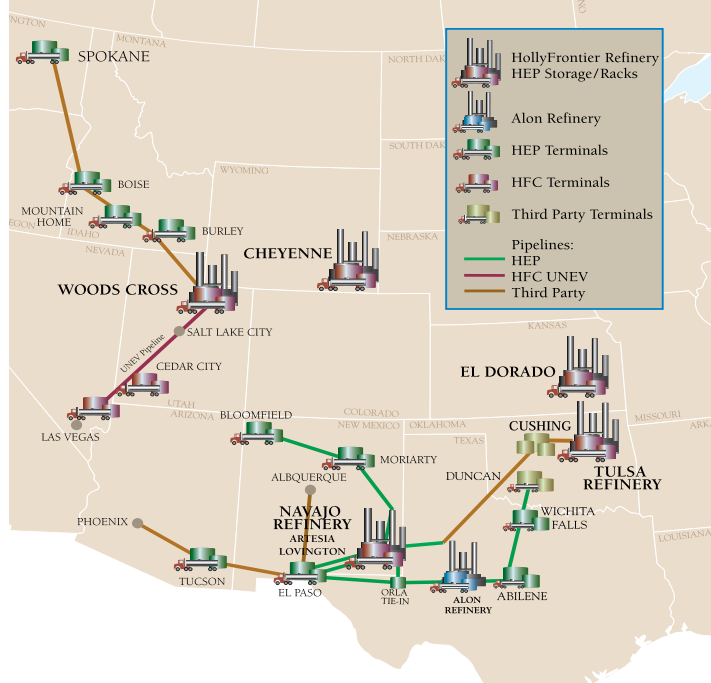 NGTON
MONTANA
SPOKANE
NORTH DAK
HollyFrontier Refinery
HEP Storage/Racks
Alon Refinery
HEP Terminals
HFC Terminals
Third Party Terminals
Pipelines:
HEP
HFC UNEV
Third Party
SOUTH DAK
WYOMING
BOISE
MOUNTAIN
HOME
BURLEY
EGON
IDAHO
NEVADA
NEBRASKA
CHEYENNE
WOODS CROSS
SALT LAKE CITY
UNEV Pipeline
CEDAR CITY
KANSAS
EL DORADO
UTAH
ARIZONA
COLORADO
NEW MEXICO
OKLAHOMA
TEXAS
MISSOURI
ARKA
LAS VEGAS
BLOOMFIELD
MORIARTY
ALBQUERQUE
CUSHING
TULSA
REFINERY
DUNCAN
WICHITA
FALLS
NAVAJO
REFINERY
ARTESIA
LOVINGTON
PHOENIX
TUCSON
EL PASO
ORLA
TIE-IN
ALON
REFINERY
ABILENE
LOUISIANA